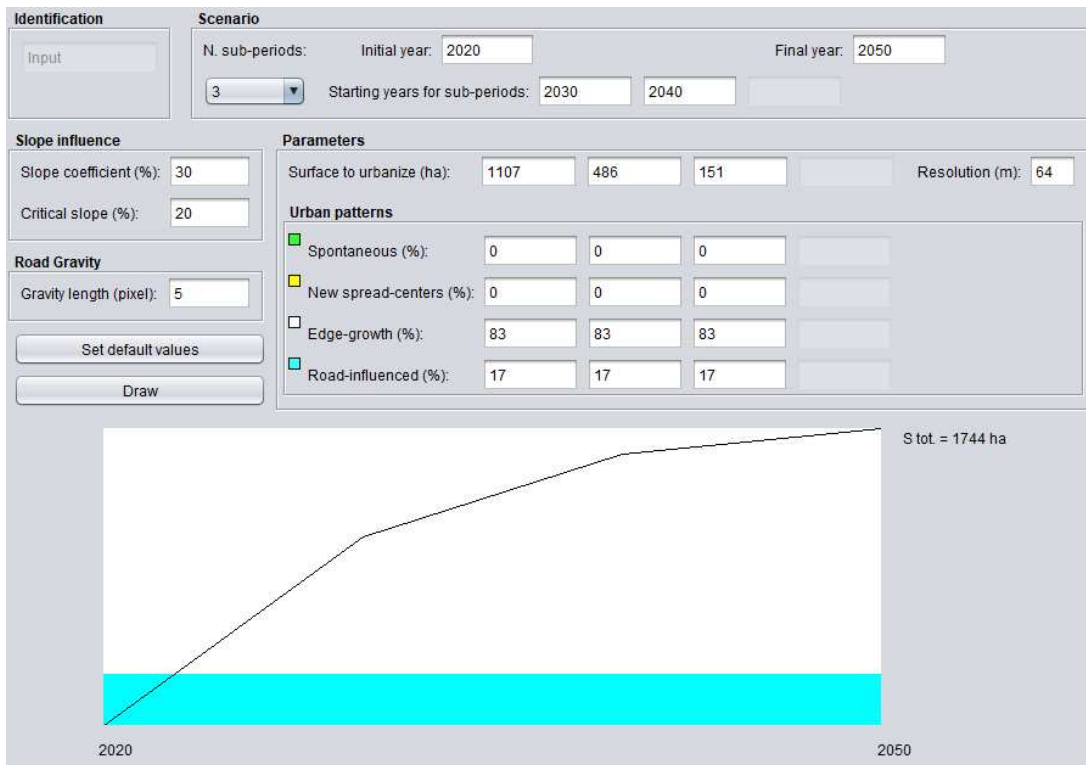 Identification
Input
Scenario
N. sub-periods: Initial year: 2020 Final year: 2050
3 Starting years for sub-periods: 2030 2040
Slope influence
Slope coefficient (%): 30
Critical slope (%): 20
Road Gravity
Gravity length (pixel): 5
Set default values
Draw
Parameters
Surface to urbanize (ha): 1107 486 151 Resolution (m): 64
Urban patterns
Spontaneous (%): 0 0 0
New spread-centers (%): 0 0 0
Edge-growth (%): 83 83 83
Road-influenced (%): 17 17 17
S tot. = 1744 ha
2020 2050